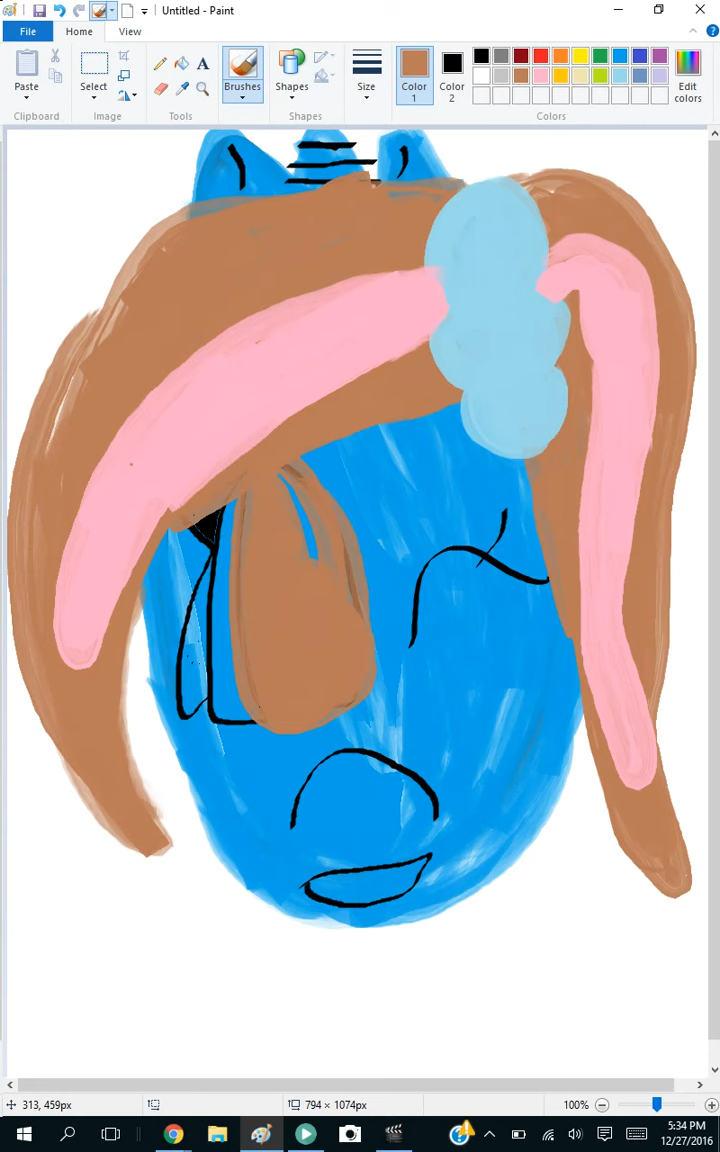 Untitled - Paint
File
Home
View
Paste
Select
A
Brushes
Shapes
Size
Color
1
Color
2
Edit
colors
Clipboard
Image
Tools
Shapes
Colors
313, 459px
794 × 1074px
100%
5:34 PM
12/27/2016